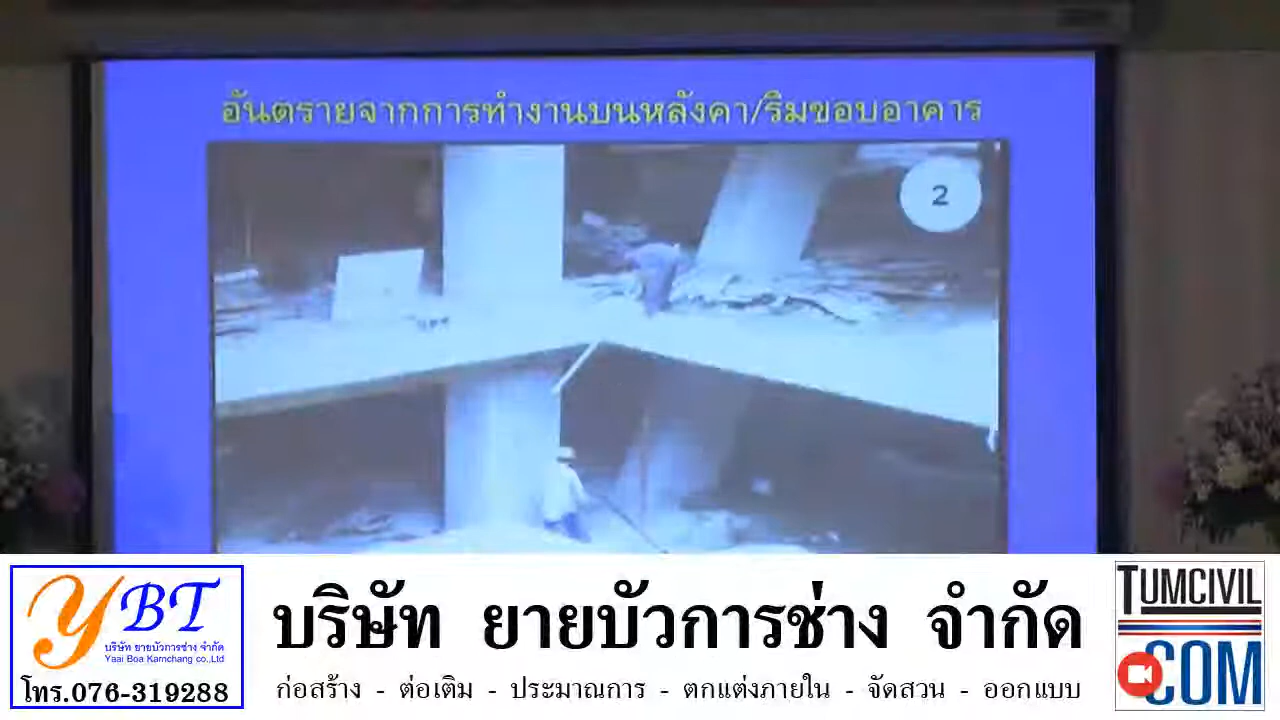 อันตรายจากการทำงานบนหลังคา/ริมขอบอาคาร
2
YBT
บริษัท ยายบัวการช่าง จำกัด
Yaai Boa Karnchang co.,Ltd
โทร.076-319288
บริษัท ยายบัวการช่าง จำกัด
ก่อสร้าง - ต่อเติม - ประมาณการ - ตกแต่งภายใน - จัดสวน - ออกแบบ
TUMCIVIL
.COM